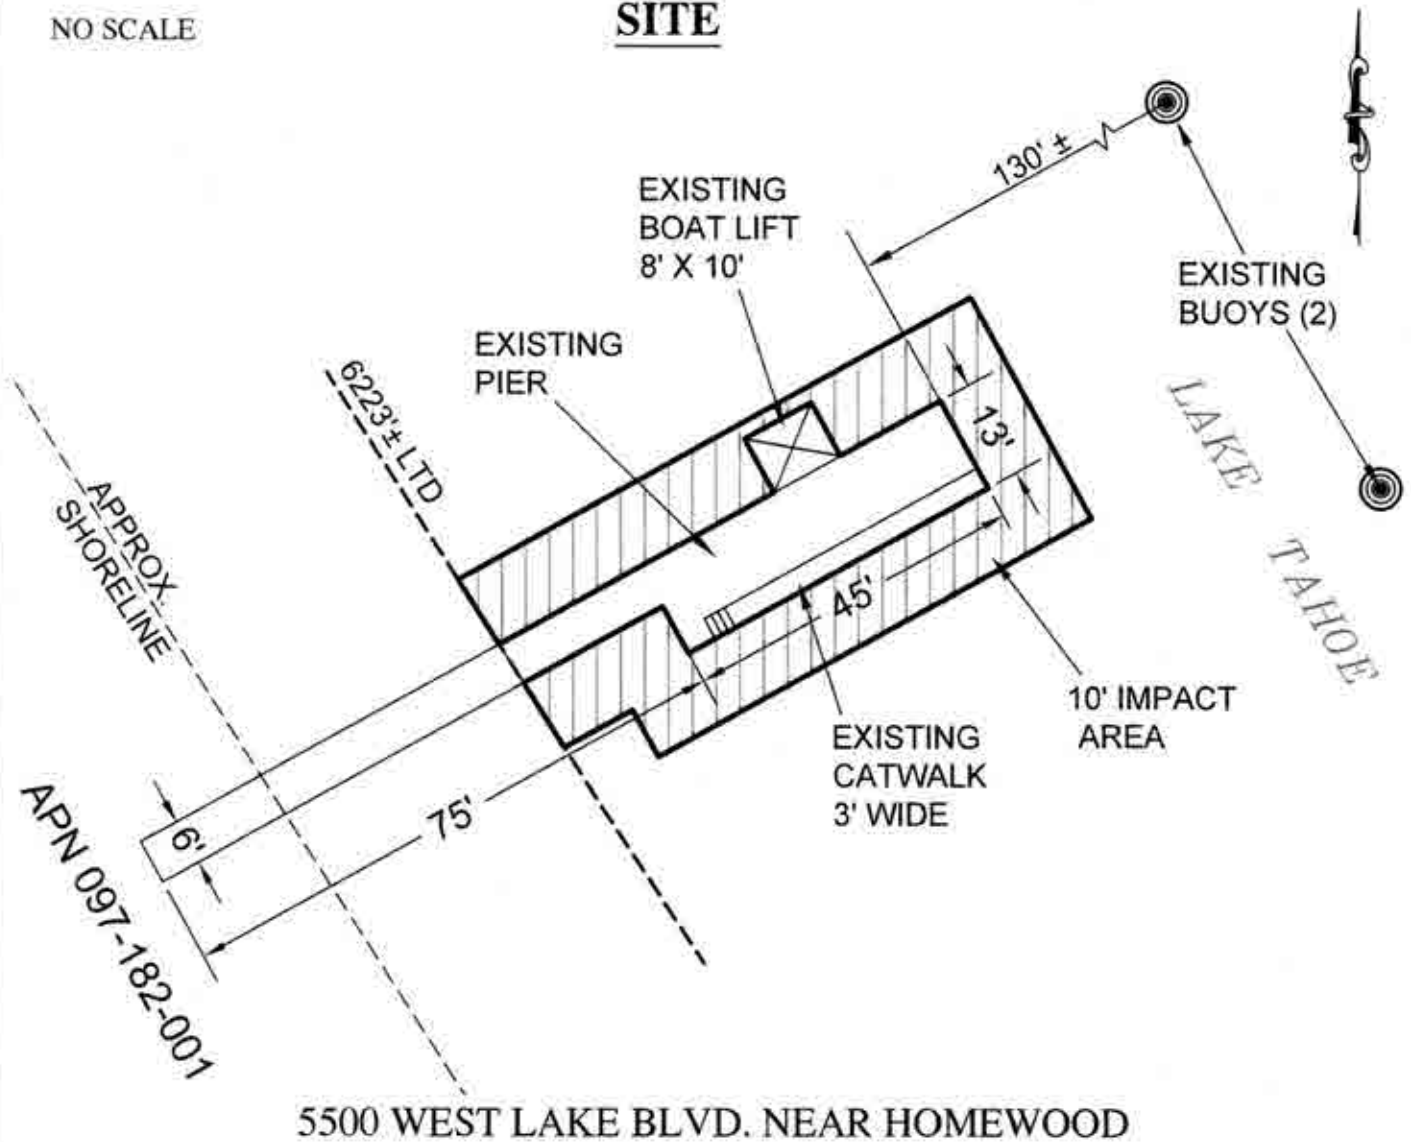 NO SCALE
SITE
130' ±
EXISTING
BOAT LIFT
8' X 10'
EXISTING
BUOYS (2)
EXISTING
PIER
6223'± LTD
13'
LAKE
TAHOE
APPROX.
SHORELINE
45'
10' IMPACT
AREA
EXISTING
CATWALK
3' WIDE
75'
6'
APN 097-182-001
5500 WEST LAKE BLVD. NEAR HOMEWOOD